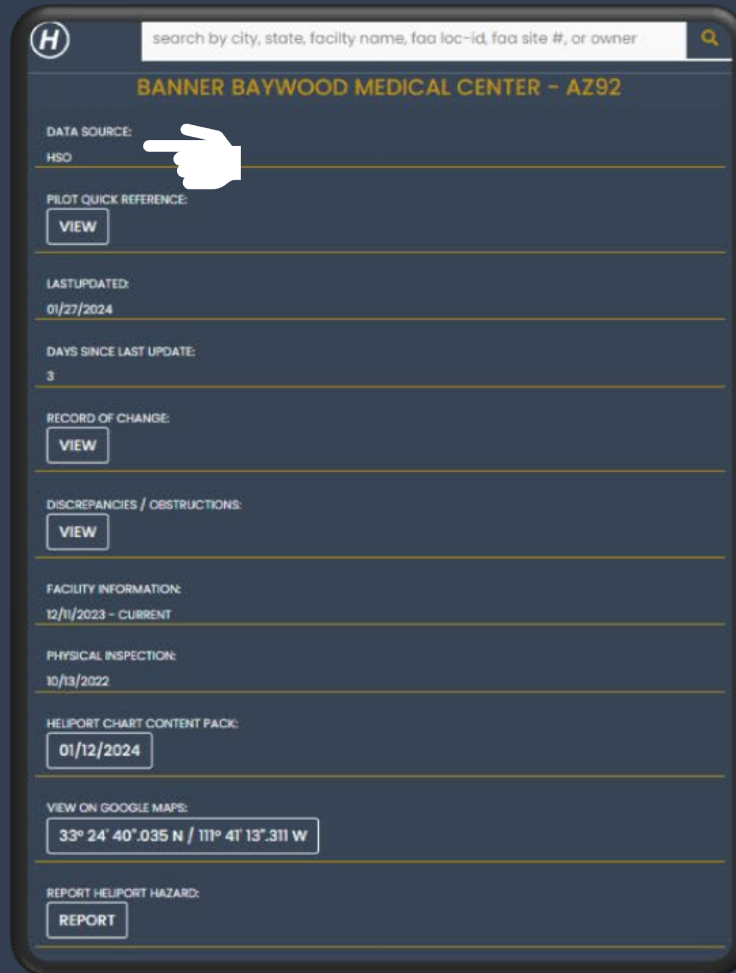 H
search by city, state, facilty name, faa loc-id, faa site #, or owner
BANNER BAYWOOD MEDICAL CENTER - AZ92
DATA SOURCE:
HSO
PILOT QUICK REFERENCE:
VIEW
LASTUPDATED:
01/27/2024
DAYS SINCE LAST UPDATE:
3
RECORD OF CHANGE:
VIEW
DISCREPANCIES / OBSTRUCTIONS:
VIEW
FACILITY INFORMATION:
12/11/2023 - CURRENT
PHYSICAL INSPECTION:
10/13/2022
HELIPORT CHART CONTENT PACK:
01/12/2024
VIEW ON GOOGLE MAPS:
33º 24' 40".035 N / 111º 41' 13".311 W
REPORT HELIPORT HAZARD:
REPORT